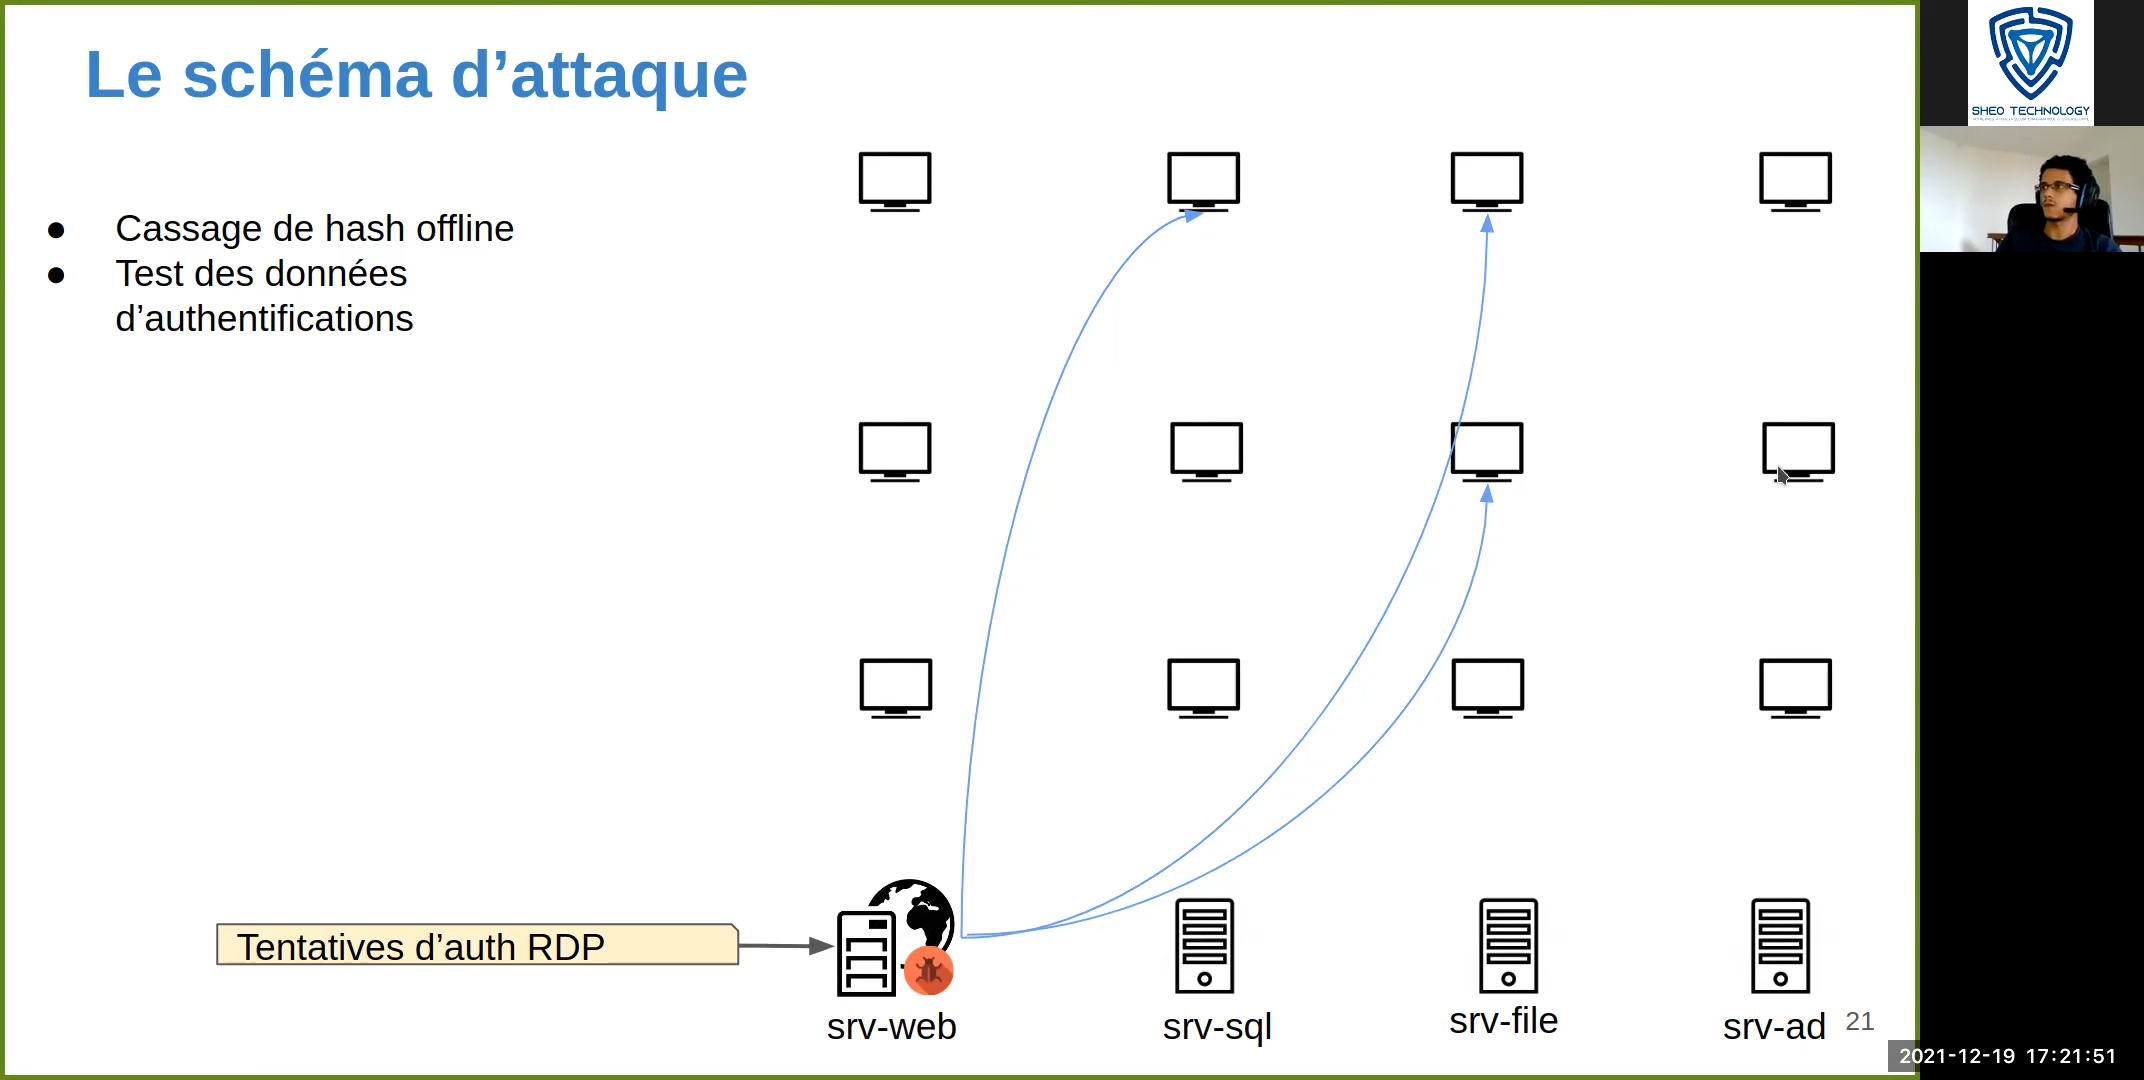 Le schéma d’attaque
SHEO TECHNOLOGY
● Cassage de hash offline
● Test des données
d’authentifications
Tentatives d’auth RDP
srv-web
srv-sql
srv-file
srv-ad
21
2021-12-19 17:21:51